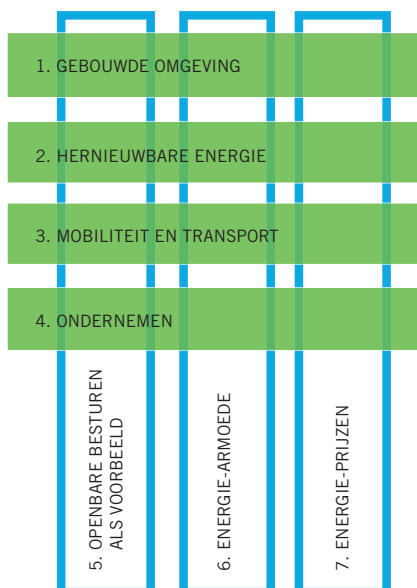 1. GEBOUWDE OMGEVING
2. HERNIEUWBARE ENERGIE
3. MOBILITEIT EN TRANSPORT
4. ONDERNEMEN
5. OPENBARE BESTUREN
ALS VOORBEELD
6. ENERGIE-ARMOEDE
7. ENERGIE-PRIJZEN